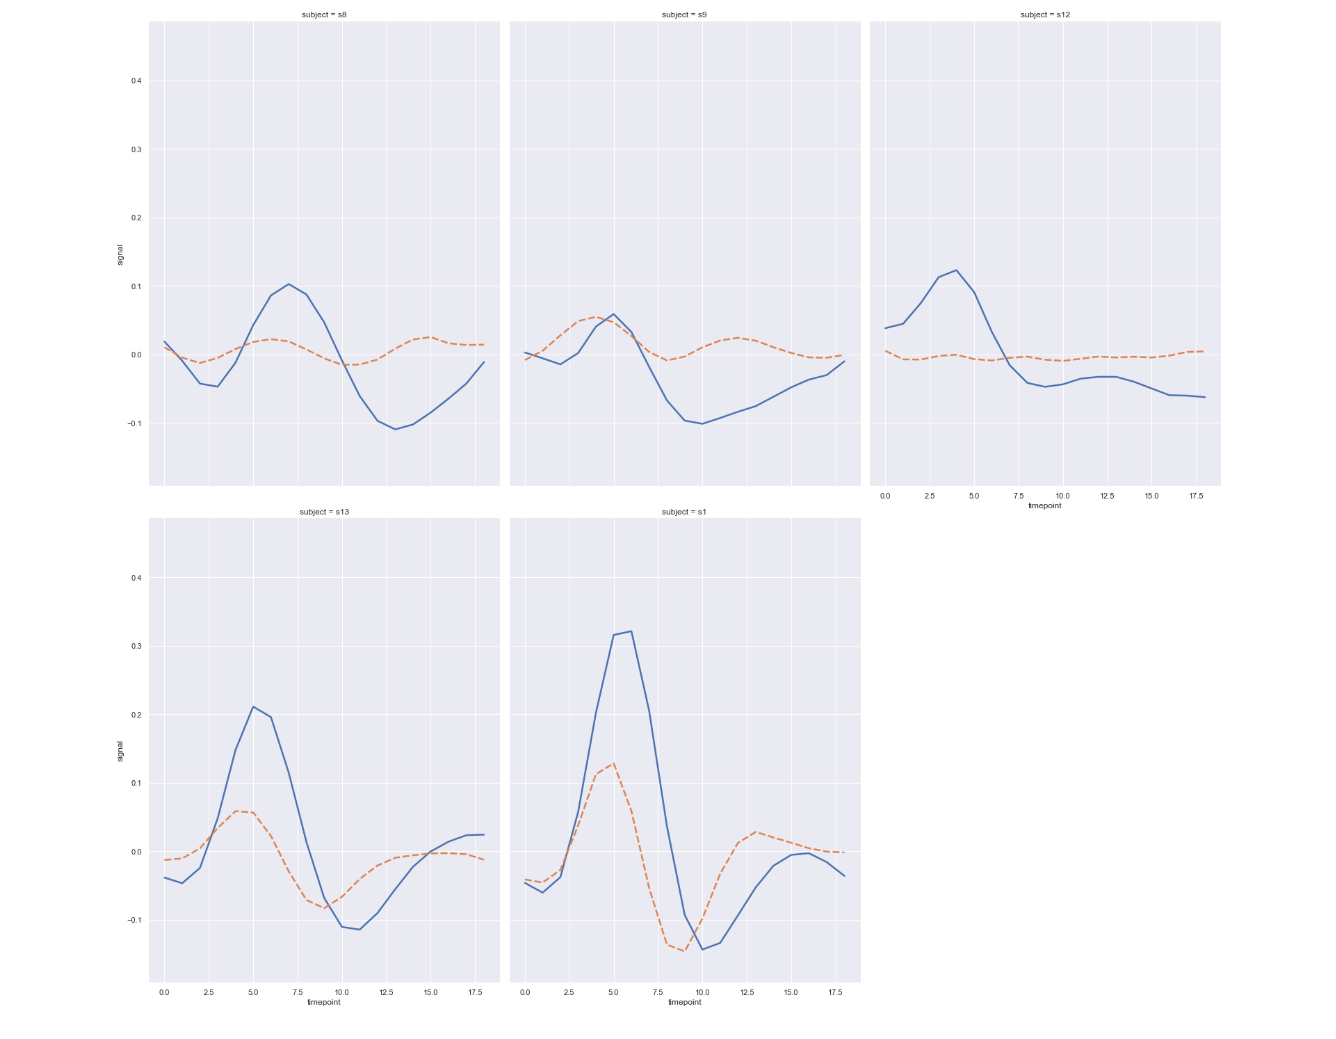 subject = s8
subject = s9
subject = s12
0.4
0.3
0.2
0.1
0.0
−0.1
signal
0.0 2.5 5.0 7.5 10.0 12.5 15.0 17.5
timepoint
subject = s13
subject = s1
0.4
0.3
0.2
0.1
0.0
−0.1
signal
0.0 2.5 5.0 7.5 10.0 12.5 15.0 17.5
timepoint
0.0 2.5 5.0 7.5 10.0 12.5 15.0 17.5
timepoint